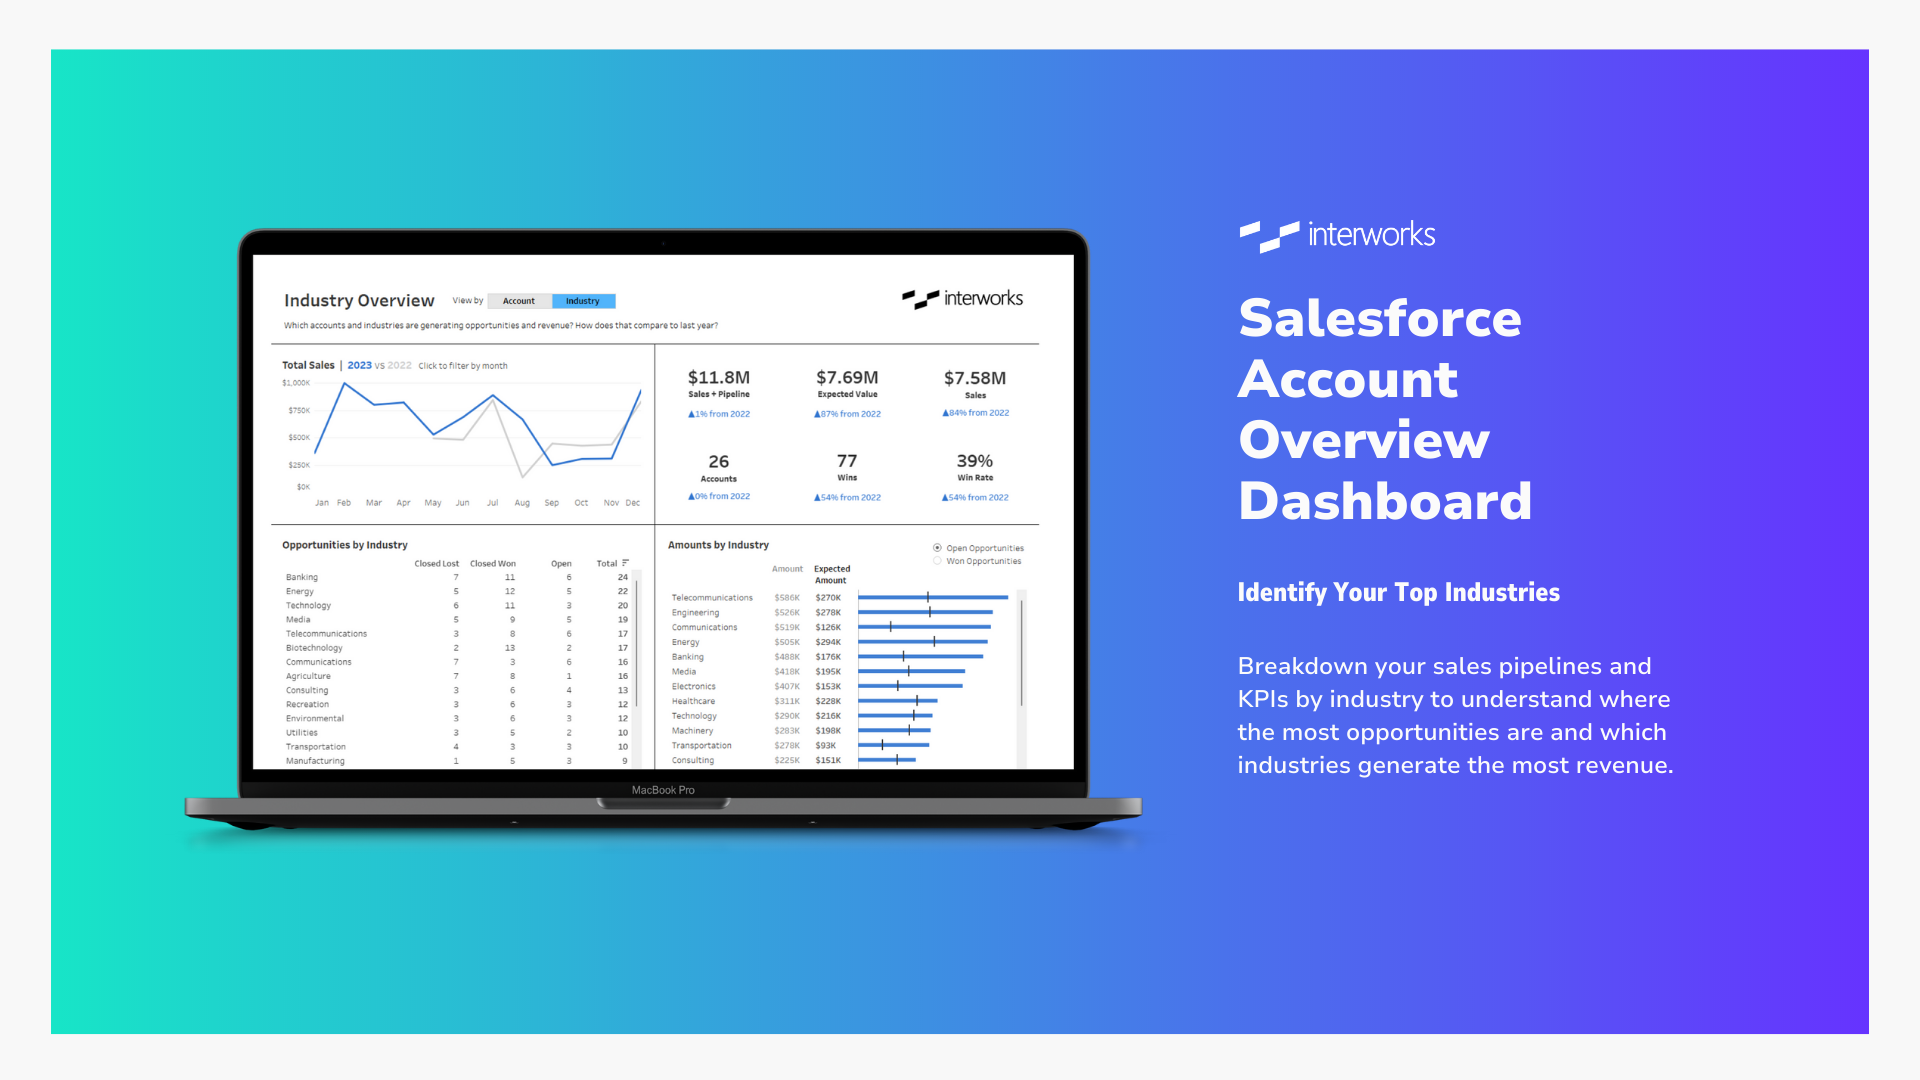 interworks
Salesforce
Account
Overview
Dashboard
Identify Your Top Industries
Breakdown your sales pipelines and
KPIs by industry to understand where
the most opportunities are and which
industries generate the most revenue.
Industry Overview View by Account Industry
interworks
Which accounts and industries are generating opportunities and revenue? How does that compare to last year?
Total Sales | 2023 vs 2022 Click to filter by month
$1,000K
$750K
$500K
$250K
$0K
Jan Feb Mar Apr May Jun Jul Aug Sep Oct Nov Dec
$11.8M $7.69M $7.58M
Sales + Pipeline Expected Value Sales
▲1% from 2022 ▲87% from 2022 ▲84% from 2022
26 77 39%
Accounts Wins Win Rate
▲0% from 2022 ▲54% from 2022 ▲54% from 2022
Opportunities by Industry
Closed Lost Closed Won Open Total
Banking 7 11 6 24
Energy 5 12 5 22
Technology 6 11 3 20
Media 5 9 5 19
Telecommunications 3 8 6 17
Biotechnology 2 13 2 17
Communications 7 3 6 16
Agriculture 7 8 1 16
Consulting 3 6 4 13
Recreation 3 6 3 12
Environmental 3 6 3 12
Utilities 3 5 2 10
Transportation 4 3 3 10
Manufacturing 1 5 3 9
Amounts by Industry
Open Opportunities
Won Opportunities
Amount Expected
Amount
Telecommunications $586K $270K
Engineering $526K $278K
Communications $519K $126K
Energy $505K $294K
Banking $488K $176K
Media $418K $195K
Electronics $407K $153K
Healthcare $311K $228K
Technology $290K $216K
Machinery $283K $198K
Transportation $278K $93K
Consulting $225K $151K
MacBook Pro